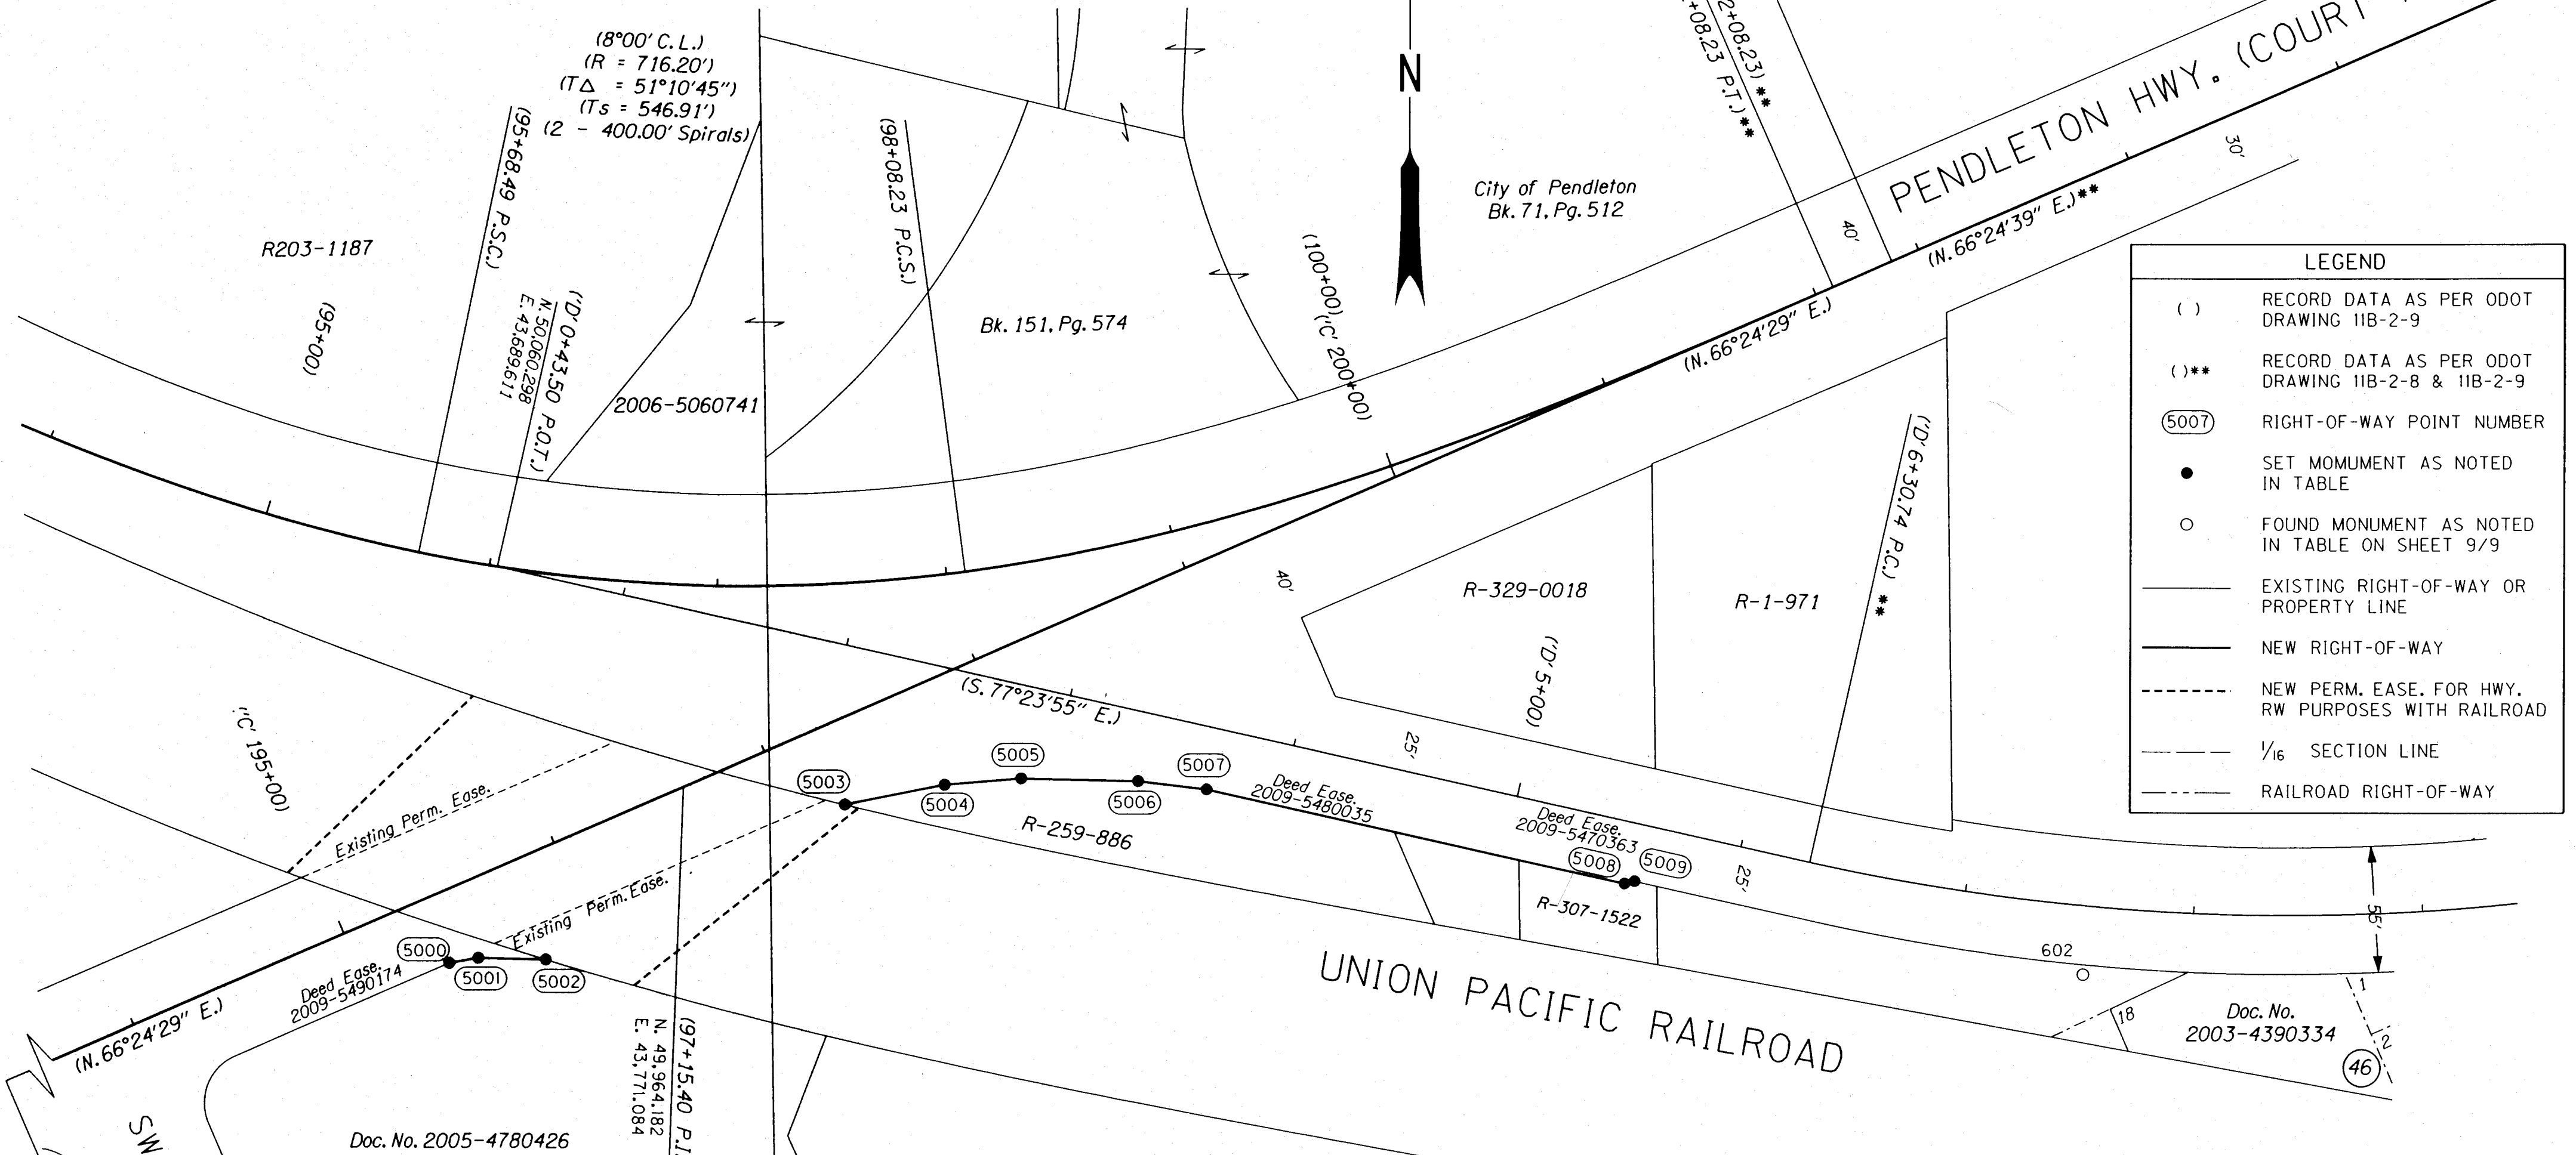 (8°00' C.L.)
(R = 716.20')
(T△ = 51°10'45")
(Ts = 546.91')
(2 - 400.00' Spirals)
(95+68.49 P.S.C.)
(98+08.23 P.C.S.)
R203-1187
(95+00)
('D' 0+43.50 P.O.T.)
N. 50,060.298
E. 43,689.611
2006-5060741
Bk. 151, Pg. 574
N
City of Pendleton
Bk. 71, Pg. 512
(100+00)
('C' 200+00)
2+08.23) **
+08.23 P.T.) **
PENDLETON HWY. (COURT
40'
30'
(N. 66°24'39" E.) **
(N. 66°24'29" E.)
LEGEND
( ) RECORD DATA AS PER ODOT
DRAWING 11B-2-9
( )** RECORD DATA AS PER ODOT
DRAWING 11B-2-8 & 11B-2-9
5007 RIGHT-OF-WAY POINT NUMBER
SET MOMUMENT AS NOTED
IN TABLE
FOUND MONUMENT AS NOTED
IN TABLE ON SHEET 9/9
EXISTING RIGHT-OF-WAY OR
PROPERTY LINE
NEW RIGHT-OF-WAY
NEW PERM. EASE. FOR HWY.
RW PURPOSES WITH RAILROAD
1/16 SECTION LINE
RAILROAD RIGHT-OF-WAY
('D' 6+30.74 P.C.) **
40'
R-329-0018
R-1-971
('D' 5+00)
(S. 77°23'55" E.)
25'
('C' 195+00)
Existing Perm. Ease.
5003
5004
5005
5006
5007
Deed Ease.
2009-5480035
Deed Ease.
2009-5470363
5008
5009
25'
R-259-886
R-307-1522
55'
Existing Perm. Ease.
5000
5001
5002
Deed Ease.
2009-5490174
(N. 66°24'29" E.)
UNION PACIFIC RAILROAD
602
18
Doc. No.
2003-4390334
1
2
46
(97+15.40 P.I.
N. 49,964.182
E. 43,771.084
SW
Doc. No. 2005-4780426